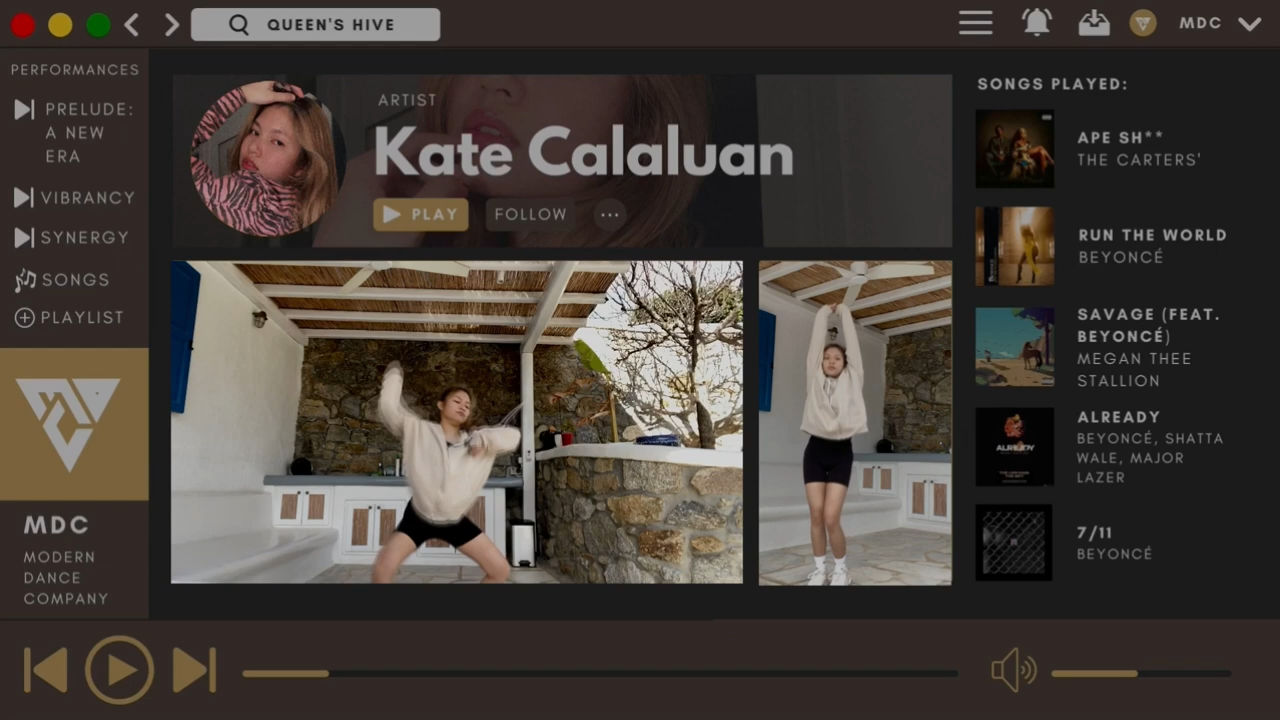 QUEEN'S HIVE
MDC
PERFORMANCES
PRELUDE:
A NEW
ERA
VIBRANCY
SYNERGY
SONGS
PLAYLIST
MDC
MODERN
DANCE
COMPANY
ARTIST
Kate Calaluan
PLAY
FOLLOW
SONGS PLAYED:
APE SH**
THE CARTERS'
RUN THE WORLD
BEYONCÉ
SAVAGE (FEAT.
BEYONCÉ)
MEGAN THEE
STALLION
ALREADY
BEYONCÉ, SHATTA
WALE, MAJOR
LAZER
ALREADY
7/11
BEYONCÉ